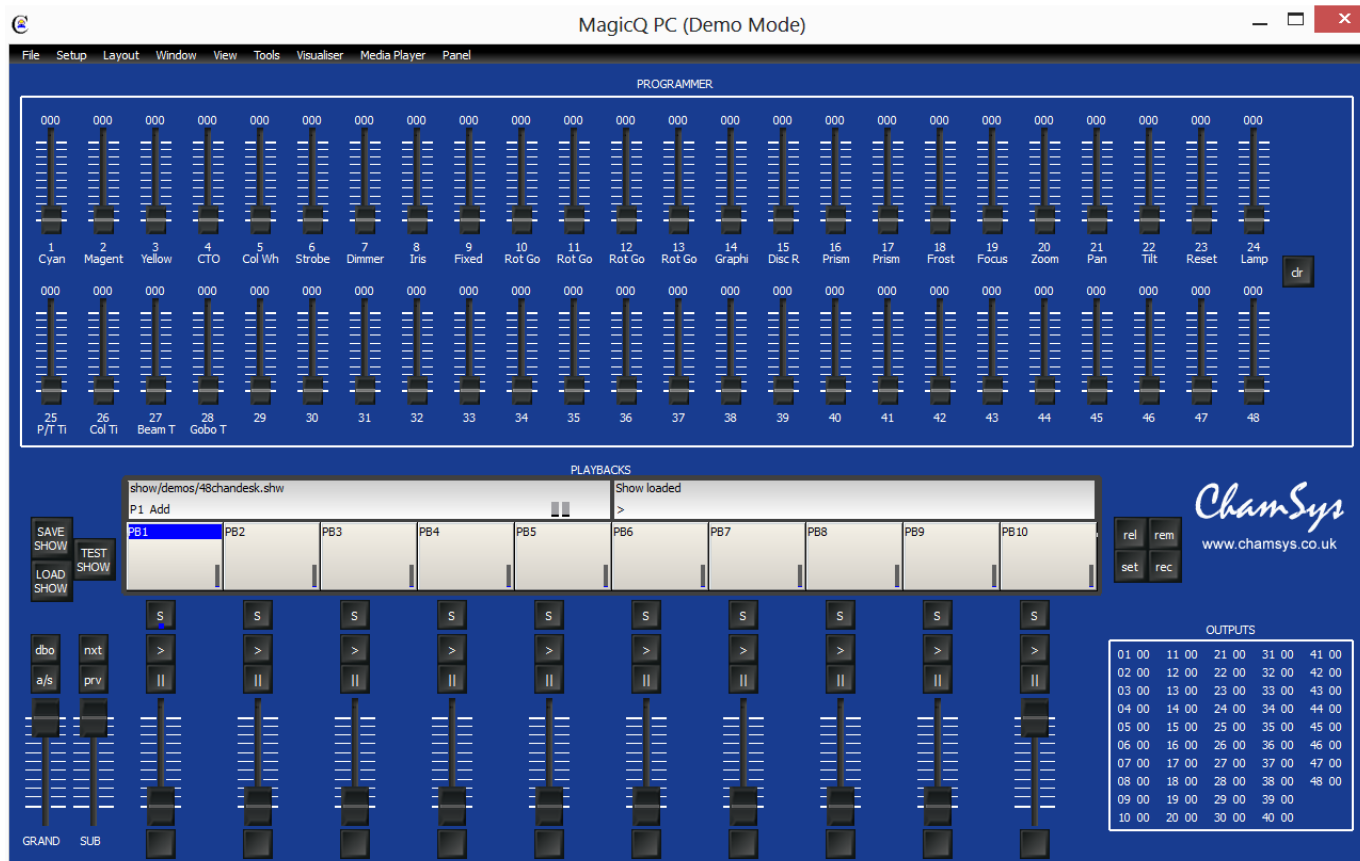 MagicQ PC (Demo Mode)
File Setup Layout Window View Tools Visualiser Media Player Panel
PROGRAMMER
000 000 000 000 000 000 000 000 000 000 000 000 000 000 000 000 000 000 000 000 000 000 000 000
1 2 3 4 5 6 7 8 9 10 11 12 13 14 15 16 17 18 19 20 21 22 23 24
Cyan Magent Yellow CTO Col Wh Strobe Dimmer Iris Fixed Rot Go Rot Go Rot Go Rot Go Graphi Disc R Prism Prism Frost Focus Zoom Pan Tilt Reset Lamp
clr
000 000 000 000 000 000 000 000 000 000 000 000 000 000 000 000 000 000 000 000 000 000 000 000
25 26 27 28 29 30 31 32 33 34 35 36 37 38 39 40 41 42 43 44 45 46 47 48
P/T Ti Col Ti Beam T Gobo T
PLAYBACKS
show/demos/48chandesk.shw Show loaded
P1 Add >
PB1 PB2 PB3 PB4 PB5 PB6 PB7 PB8 PB9 PB10
SAVE SHOW
TEST SHOW
LOAD SHOW
rel rem
set rec
ChamSys
www.chamsys.co.uk
S S S S S S S S S S
dbo nxt > > > > > > > > > >
a/s prv
GRAND SUB
OUTPUTS
01 00 11 00 21 00 31 00 41 00
02 00 12 00 22 00 32 00 42 00
03 00 13 00 23 00 33 00 43 00
04 00 14 00 24 00 34 00 44 00
05 00 15 00 25 00 35 00 45 00
06 00 16 00 26 00 36 00 46 00
07 00 17 00 27 00 37 00 47 00
08 00 18 00 28 00 38 00 48 00
09 00 19 00 29 00 39 00
10 00 20 00 30 00 40 00